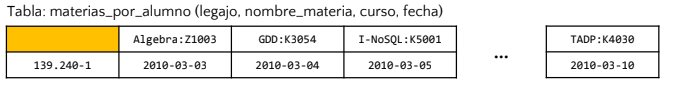 Tabla: materias_por_alumno (legajo, nombre_materia, curso, fecha)
Algebra:Z1003 GDD:K3054 I-NoSQL:K5001 ... TADP:K4030
139.240-1 2010-03-03 2010-03-04 2010-03-05 2010-03-10